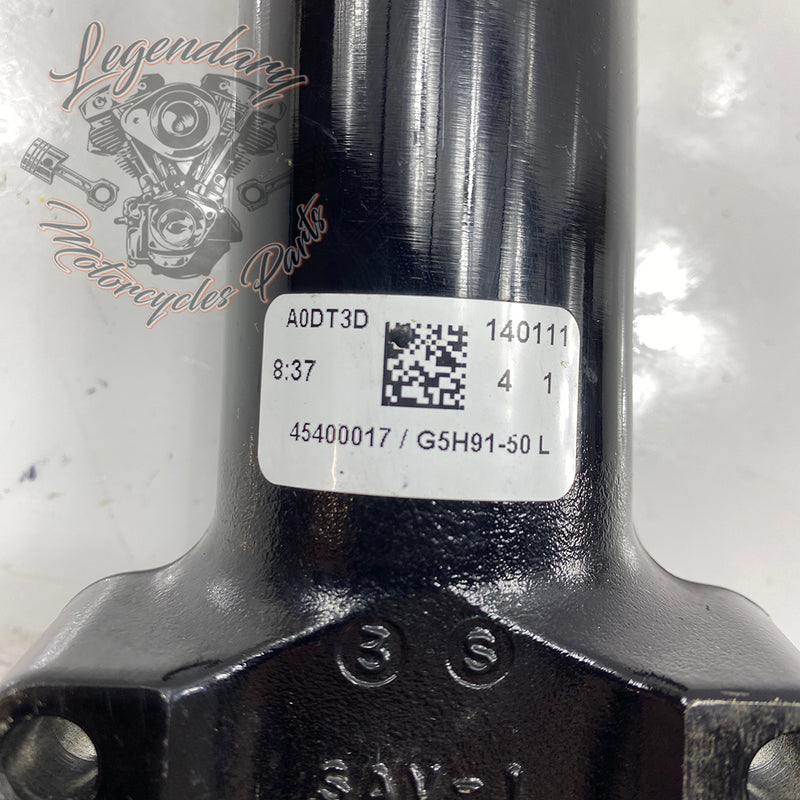 Legendary
Motorcycles Parts
A0DT3D 140111
8:37 4 1
45400017 / G5H91-50 L
3 S